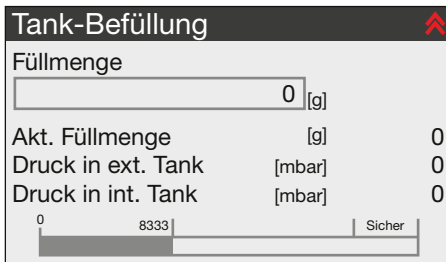 Tank-Befüllung
Füllmenge
0 [g]
Akt. Füllmenge [g] 0
Druck in ext. Tank [mbar] 0
Druck in int. Tank [mbar] 0
0 8333 Sicher